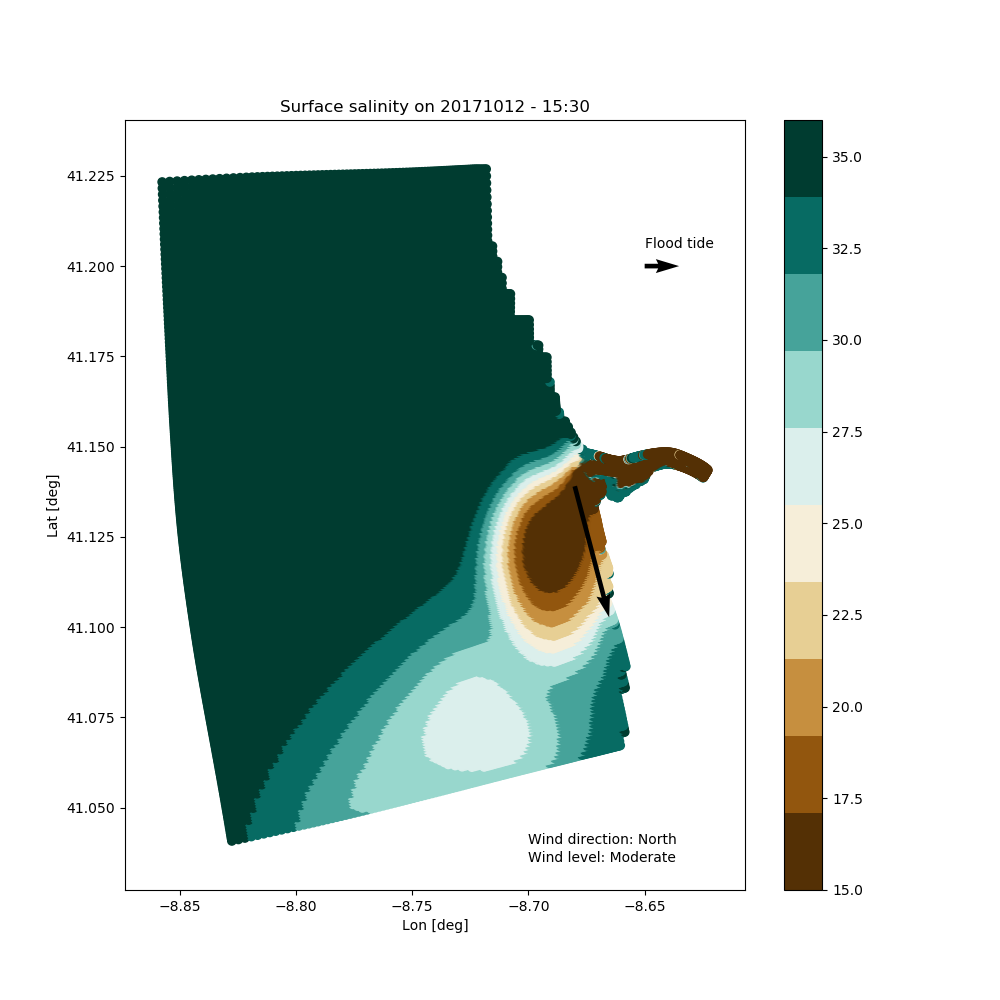 Surface salinity on 20171012 - 15:30
41.225
41.200
41.175
41.150
41.125
41.100
41.075
41.050
Lat [deg]
Flood tide
Wind direction: North
Wind level: Moderate
−8.85 −8.80 −8.75 −8.70 −8.65
Lon [deg]
35.0
32.5
30.0
27.5
25.0
22.5
20.0
17.5
15.0